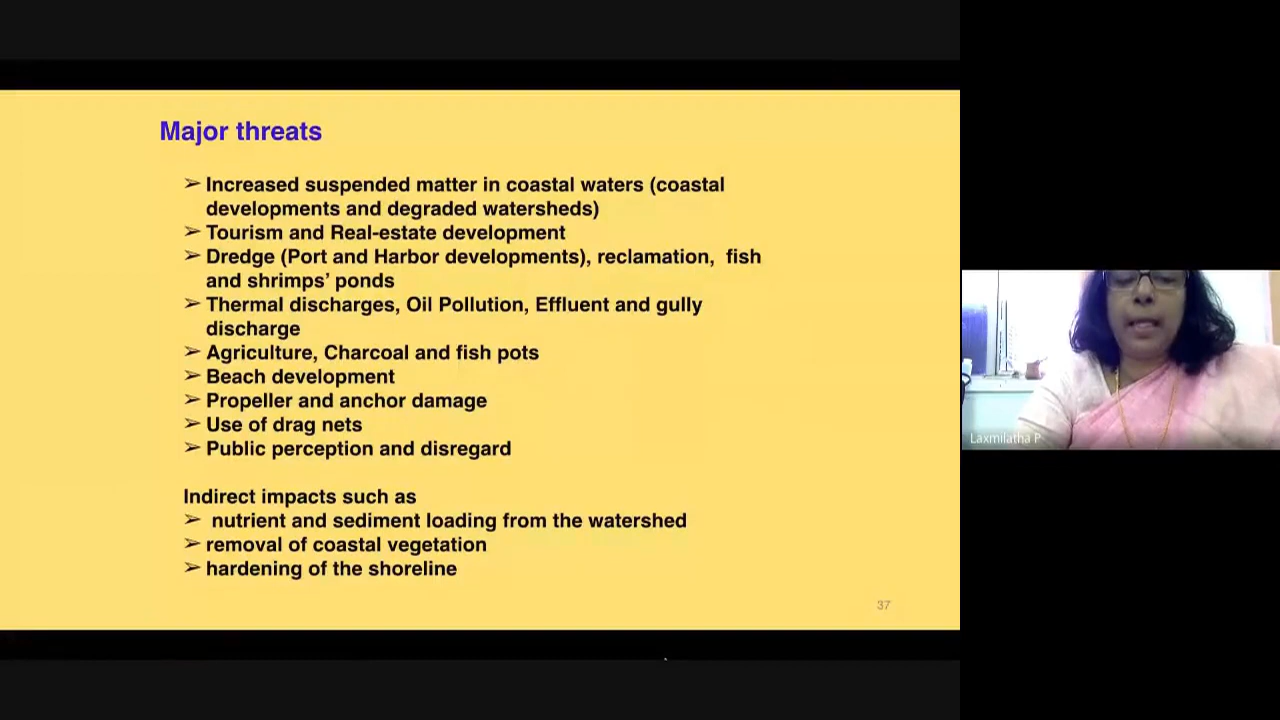 Major threats
➢ Increased suspended matter in coastal waters (coastal
developments and degraded watersheds)
➢ Tourism and Real-estate development
➢ Dredge (Port and Harbor developments), reclamation, fish
and shrimps’ ponds
➢ Thermal discharges, Oil Pollution, Effluent and gully
discharge
➢ Agriculture, Charcoal and fish pots
➢ Beach development
➢ Propeller and anchor damage
➢ Use of drag nets
➢ Public perception and disregard
Indirect impacts such as
➢ nutrient and sediment loading from the watershed
➢ removal of coastal vegetation
➢ hardening of the shoreline
37
Laxmilatha P